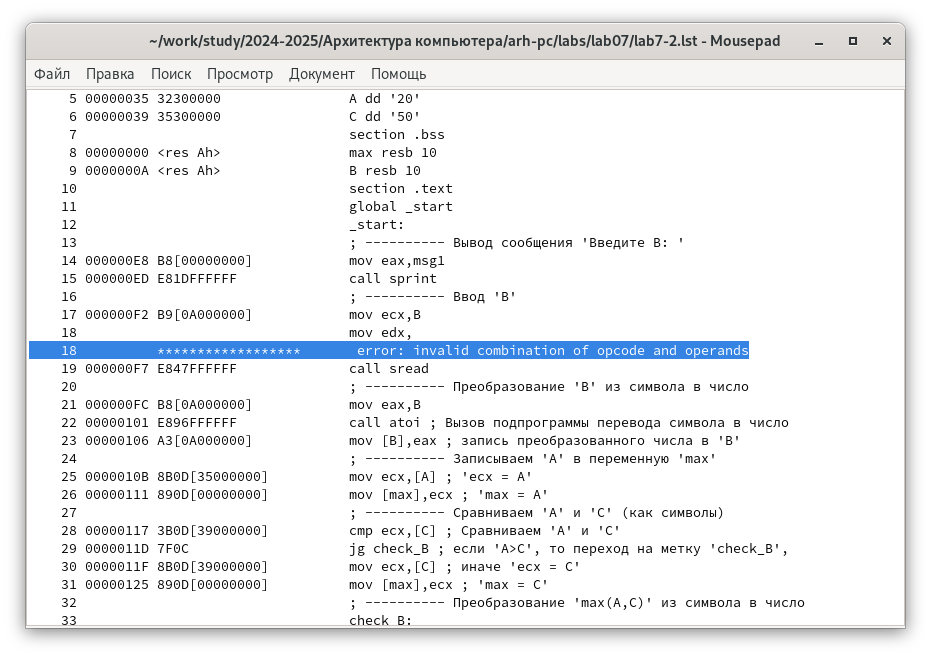 ~/work/study/2024-2025/Архитектура компьютера/arh-pc/labs/lab07/lab7-2.lst - Mousepad
Файл Правка Поиск Просмотр Документ Помощь
5 00000035 32300000 A dd '20'
6 00000039 35300000 C dd '50'
7 section .bss
8 00000000 <res Ah> max resb 10
9 0000000A <res Ah> B resb 10
10 section .text
11 global _start
12 _start:
13 ; ---------- Вывод сообщения 'Введите B: '
14 000000E8 B8[00000000] mov eax,msg1
15 000000ED E81DFFFFFF call sprint
16 ; ---------- Ввод 'B'
17 000000F2 B9[0A000000] mov ecx,B
18 mov edx,
18 ****************** error: invalid combination of opcode and operands
19 000000F7 E847FFFFFF call sread
20 ; ---------- Преобразование 'B' из символа в число
21 000000FC B8[0A000000] mov eax,B
22 00000101 E896FFFFFF call atoi ; Вызов подпрограммы перевода символа в число
23 00000106 A3[0A000000] mov [B],eax ; запись преобразованного числа в 'B'
24 ; ---------- Записываем 'A' в переменную 'max'
25 0000010B 8B0D[35000000] mov ecx,[A] ; 'ecx = A'
26 00000111 890D[00000000] mov [max],ecx ; 'max = A'
27 ; ---------- Сравниваем 'A' и 'С' (как символы)
28 00000117 3B0D[39000000] cmp ecx,[C] ; Сравниваем 'A' и 'С'
29 0000011D 7F0C jg check_B ; если 'A>C', то переход на метку 'check_B',
30 0000011F 8B0D[39000000] mov ecx,[C] ; иначе 'ecx = C'
31 00000125 890D[00000000] mov [max],ecx ; 'max = C'
32 ; ---------- Преобразование 'max(A,C)' из символа в число
33 check_B: